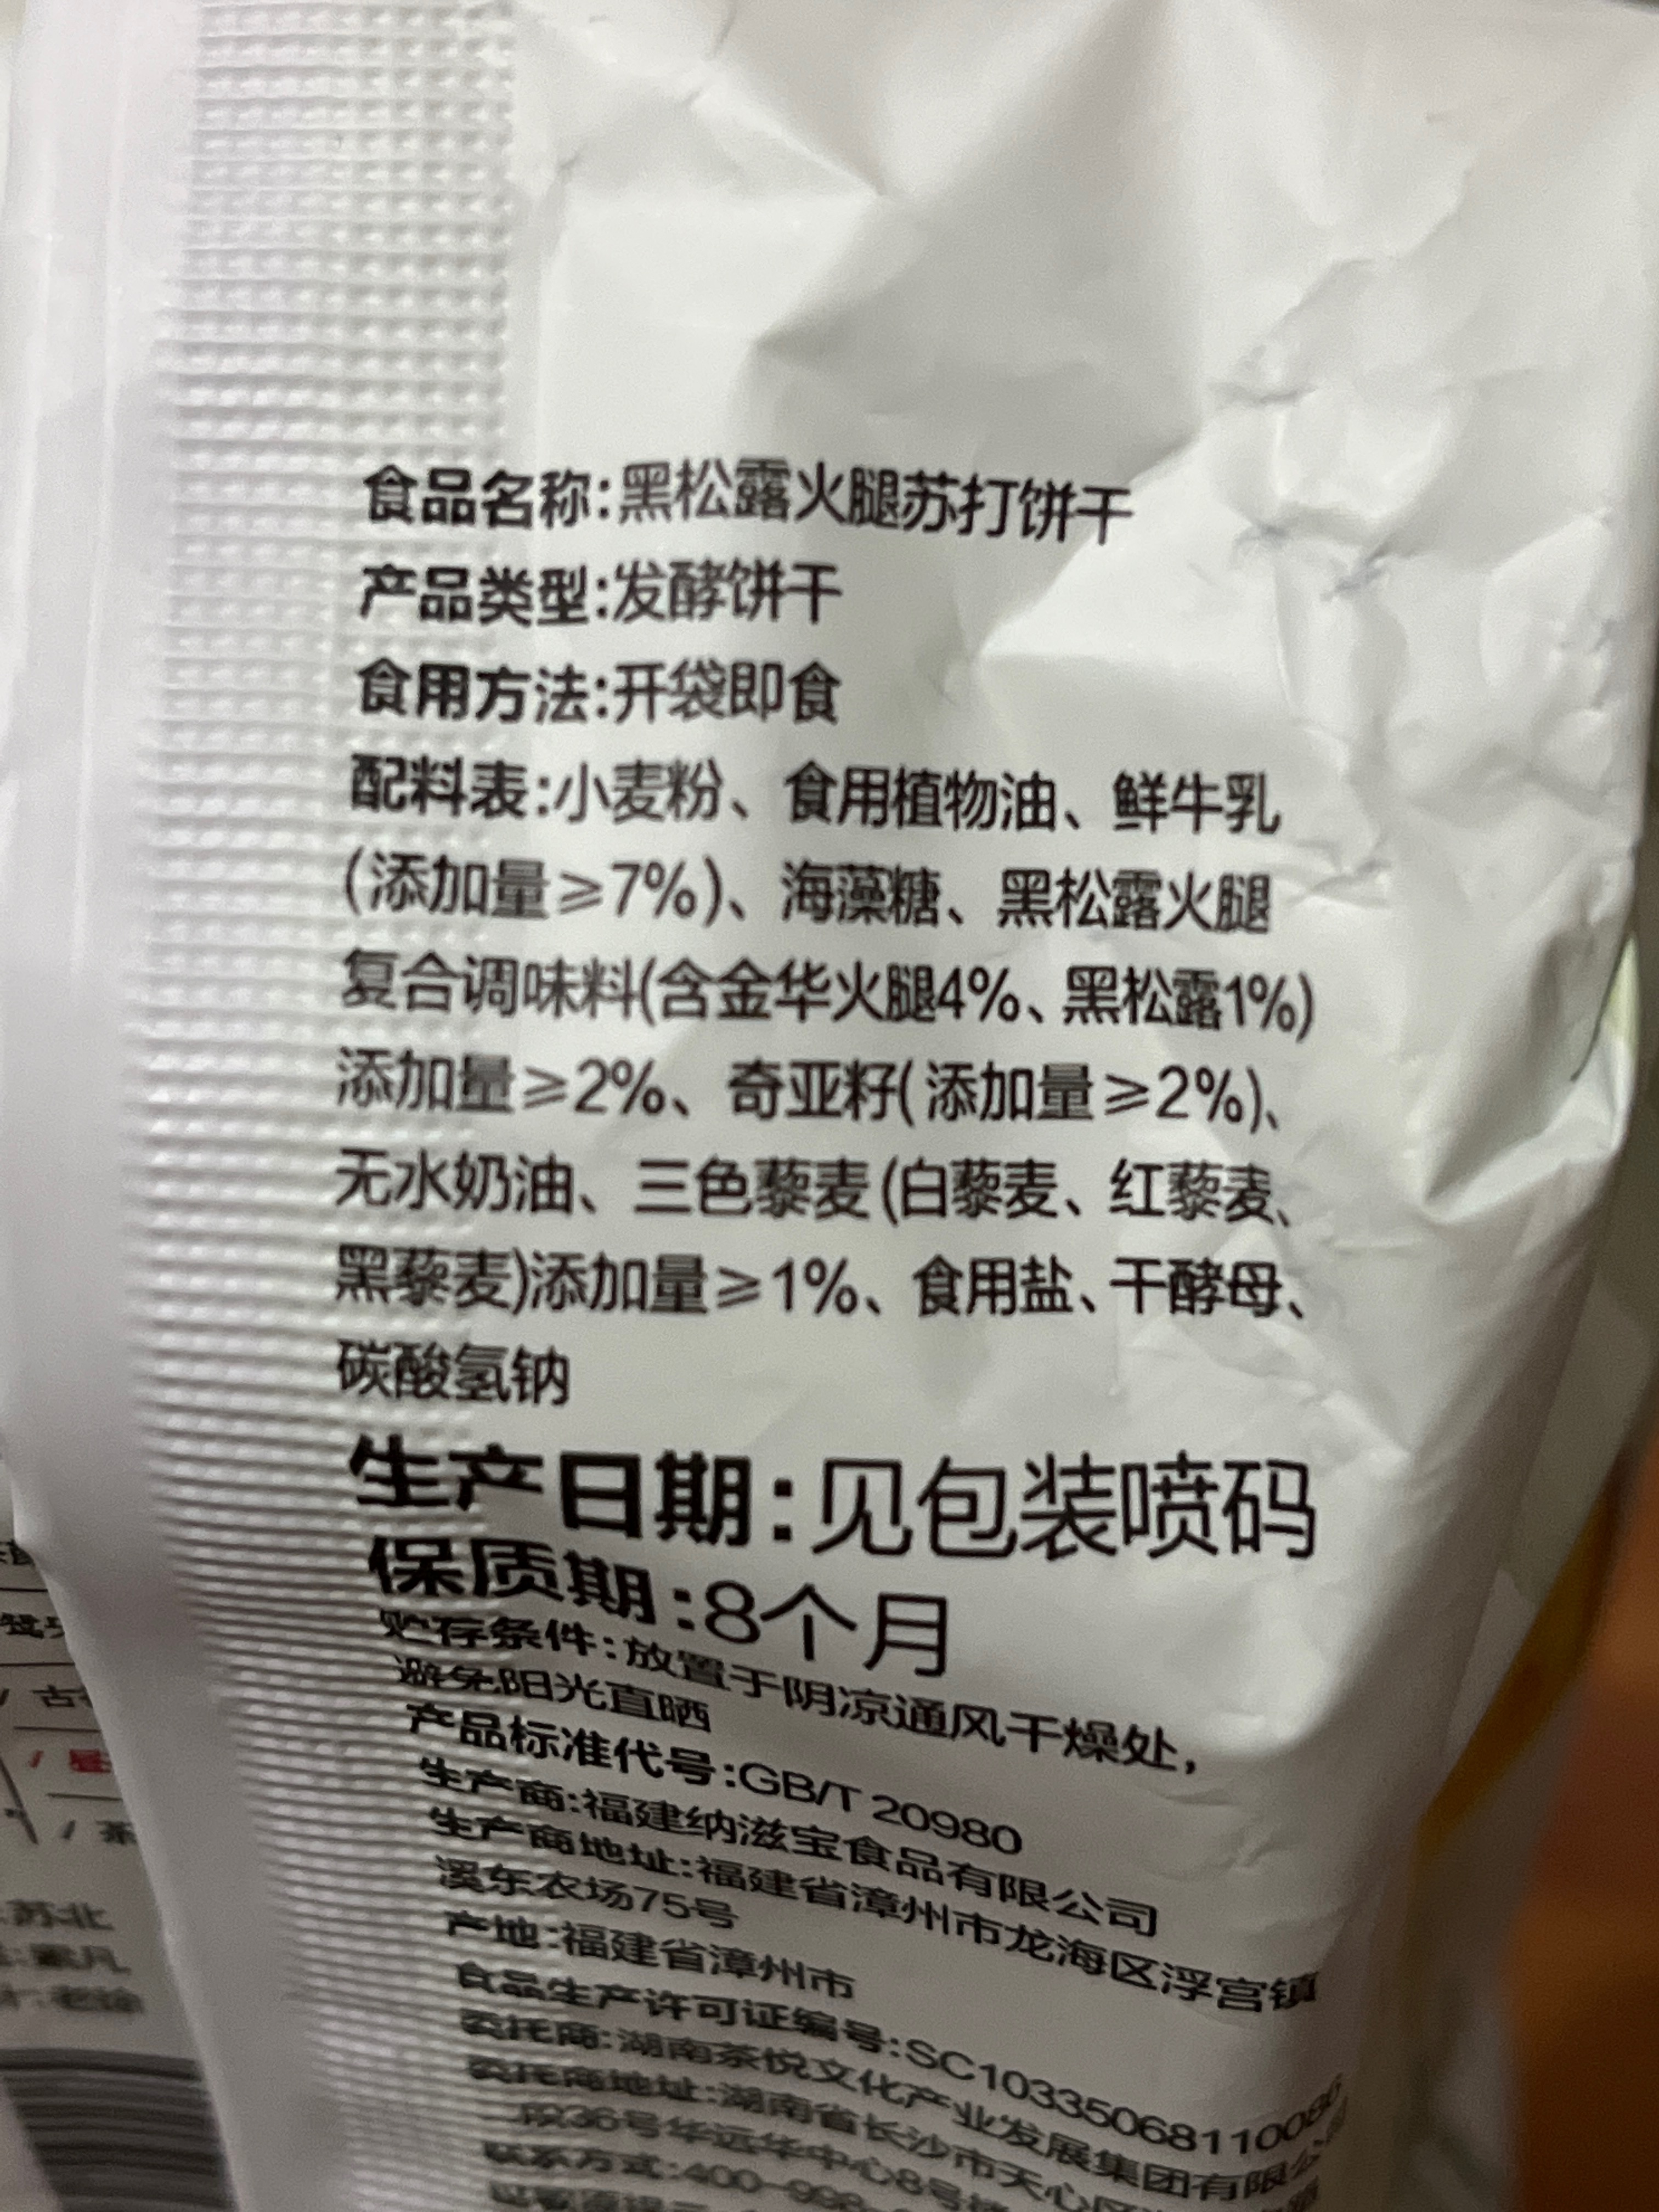 食品名称:黑松露火腿苏打饼干
产品类型:发酵饼干
食用方法:开袋即食
配料表:小麦粉、食用植物油、鲜牛乳
(添加量≥7%)、海藻糖、黑松露火腿
复合调味料(含金华火腿4%、黑松露1%)
添加量≥2%、奇亚籽(添加量≥2%)、
无水奶油、三色藜麦(白藜麦、红藜麦、
黑藜麦)添加量≥1%、食用盐、干酵母、
碳酸氢钠
生产日期:见包装喷码
保质期:8个月
贮存条件:放置于阴凉通风干燥处,
避免阳光直晒
产品标准代号:GB/T 20980
生产商:福建纳滋宝食品有限公司
生产商地址:福建省漳州市龙海区浮宫镇
溪东农场75号
产地:福建省漳州市
食品生产许可证编号:SC10335068110086
委托商:湖南茶悦文化产业发展集团有限公
委托商地址:湖南省长沙市天心区
段36号华远华中心8号楼
联系方式:400-998-
苏北